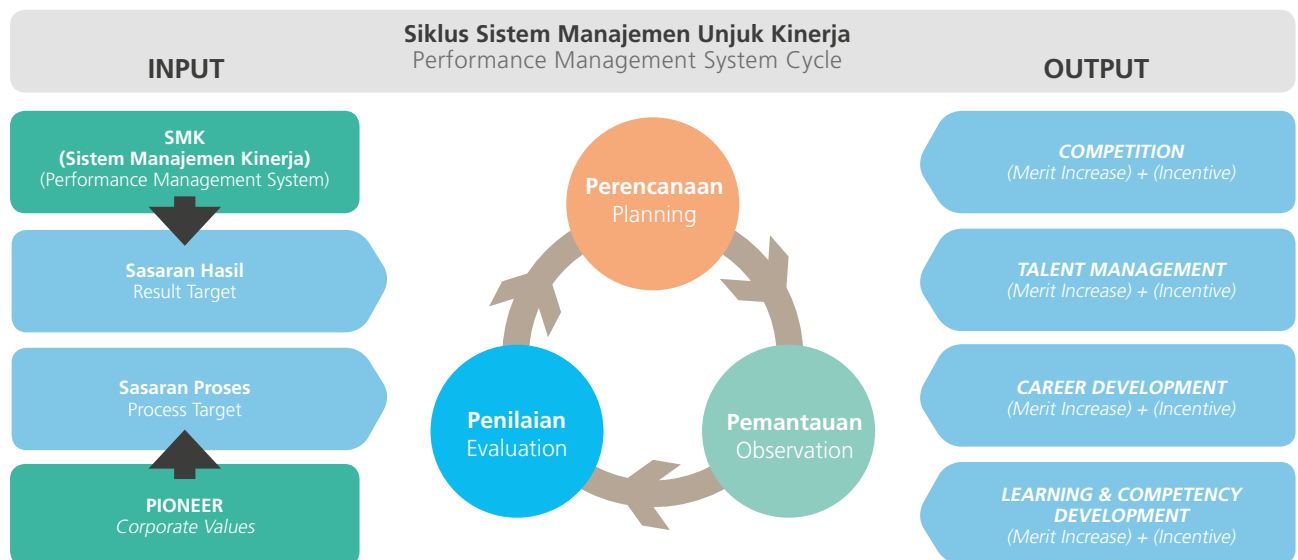 Siklus Sistem Manajemen Unjuk Kinerja
Performance Management System Cycle
INPUT
OUTPUT
SMK
(Sistem Manajemen Kinerja)
(Performance Management System)
Sasaran Hasil
Result Target
Sasaran Proses
Process Target
PIONEER
Corporate Values
Perencanaan
Planning
Penilaian
Evaluation
Pemantauan
Observation
COMPETITION
(Merit Increase) + (Incentive)
TALENT MANAGEMENT
(Merit Increase) + (Incentive)
CAREER DEVELOPMENT
(Merit Increase) + (Incentive)
LEARNING & COMPETENCY
DEVELOPMENT
(Merit Increase) + (Incentive)